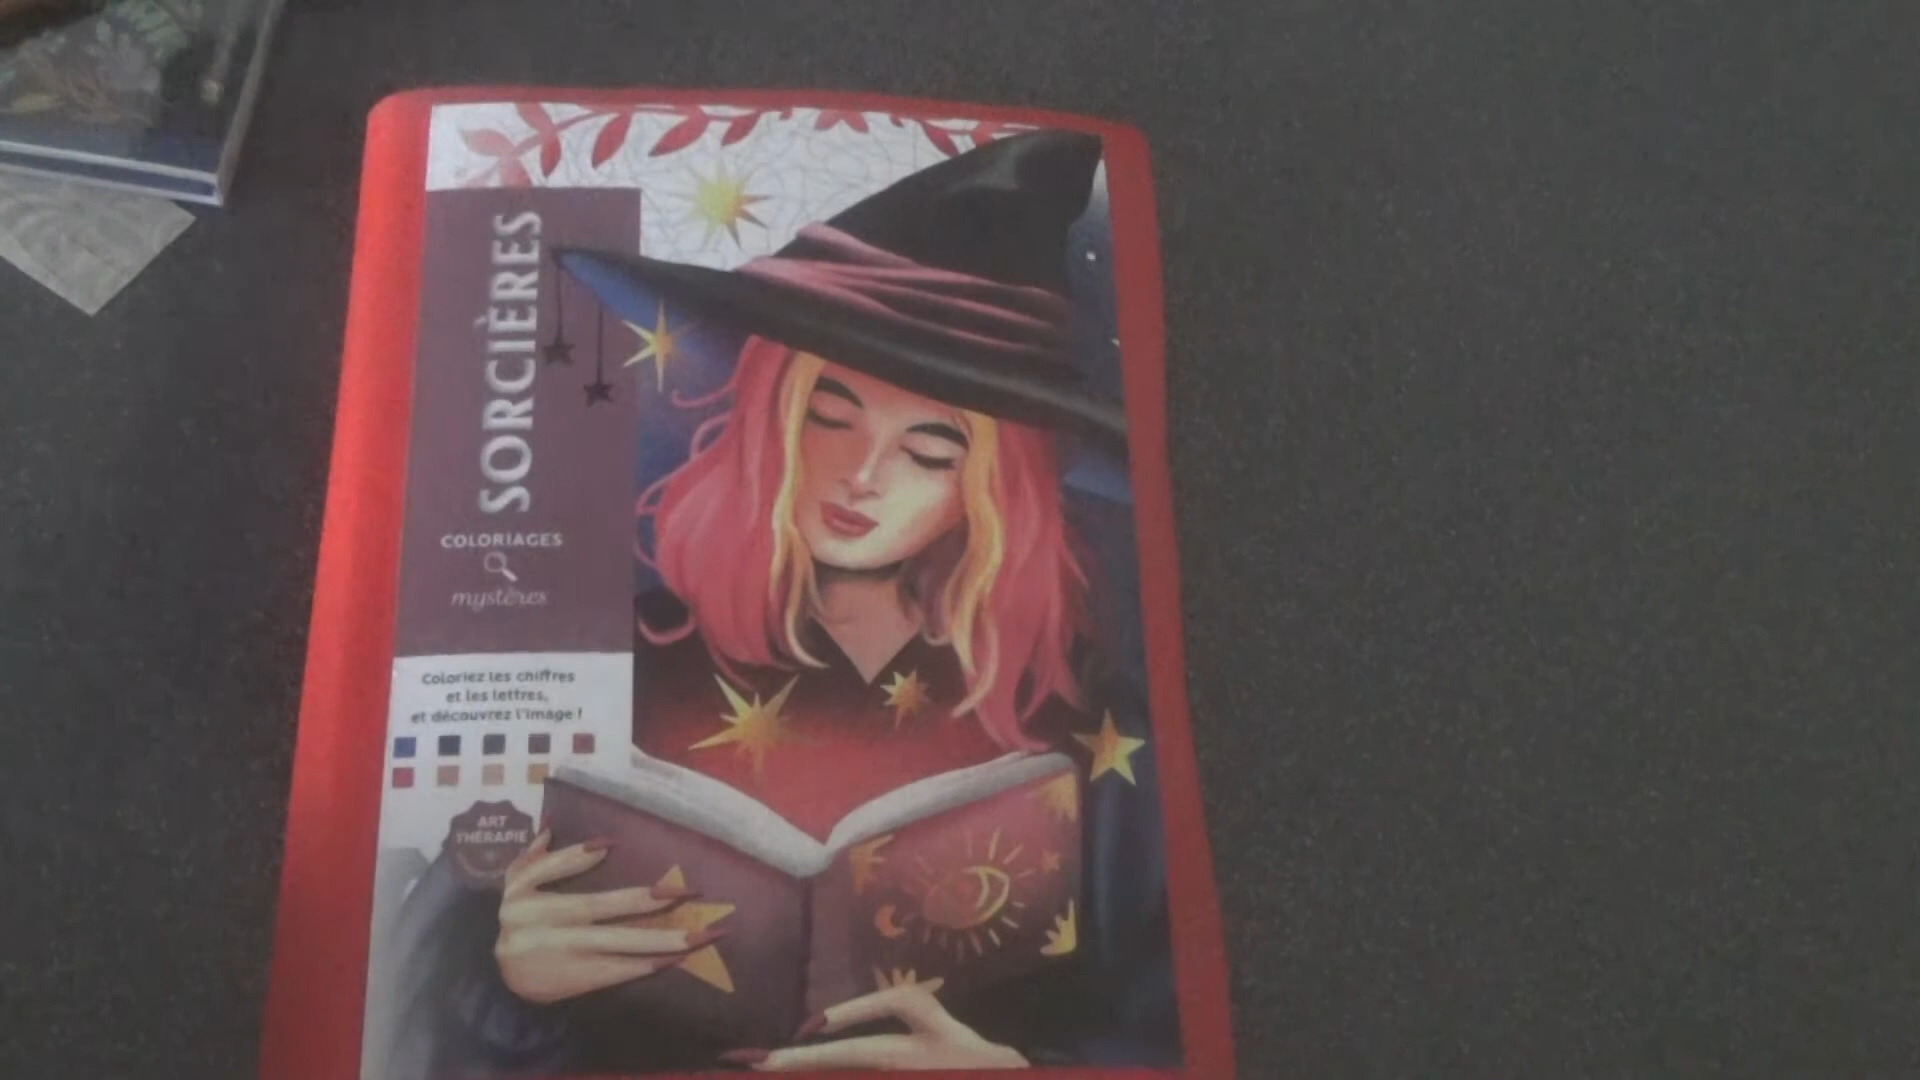 SORCIÈRES
COLORIAGES
mystères
Coloriez les chiffres
et les lettres,
et découvrez l'image !
ART
THÉRAPIE